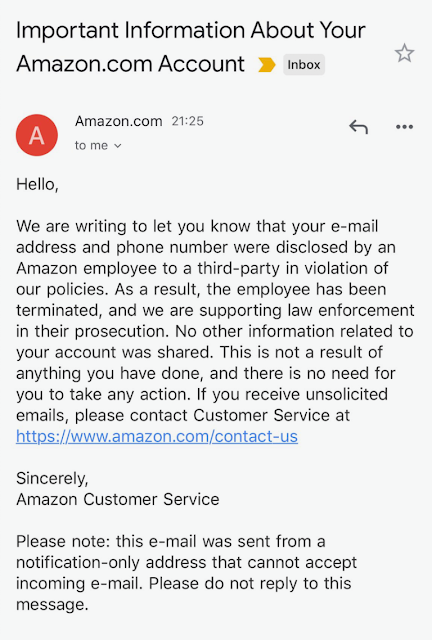 Important Information About Your
Amazon.com Account Inbox
A
Amazon.com 21:25
to me
Hello,
We are writing to let you know that your e-mail
address and phone number were disclosed by an
Amazon employee to a third-party in violation of
our policies. As a result, the employee has been
terminated, and we are supporting law enforcement
in their prosecution. No other information related to
your account was shared. This is not a result of
anything you have done, and there is no need for
you to take any action. If you receive unsolicited
emails, please contact Customer Service at
https://www.amazon.com/contact-us
Sincerely,
Amazon Customer Service
Please note: this e-mail was sent from a
notification-only address that cannot accept
incoming e-mail. Please do not reply to this
message.